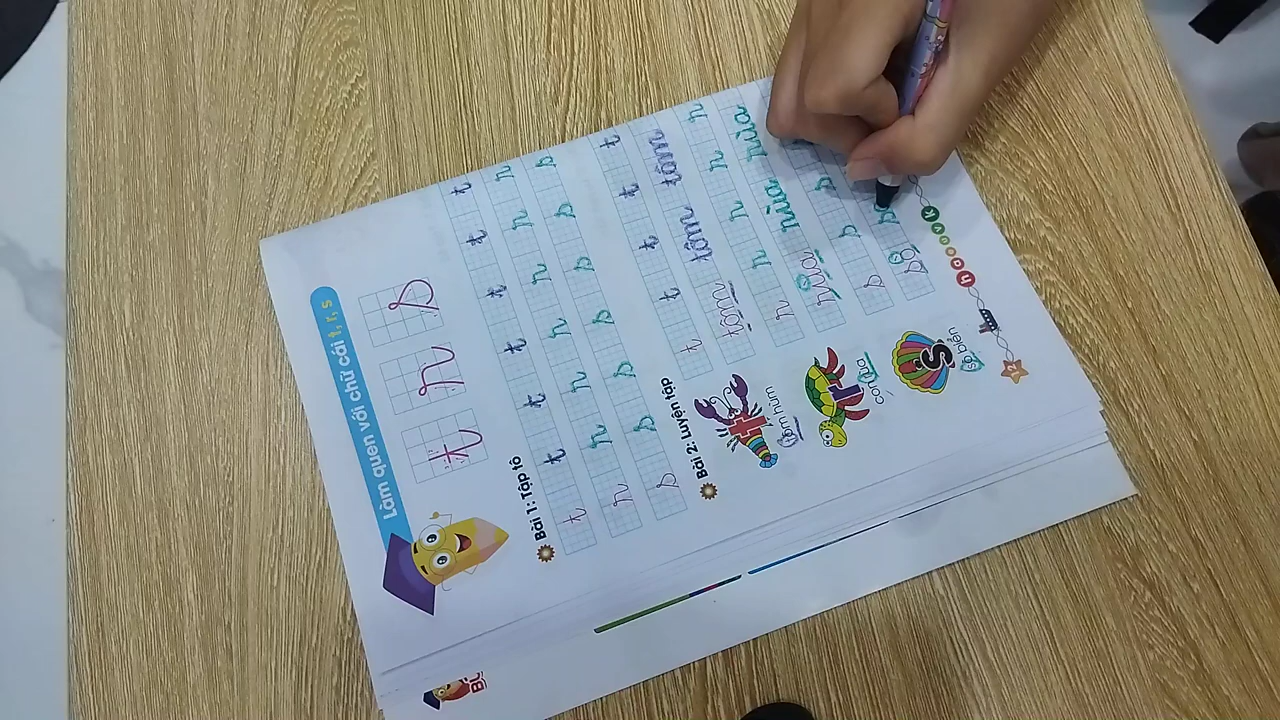 Làm quen với chữ cái t, r, s
t r s
Bài 1: Tập tô
t t t t t t t
r r r r r r r
s s s s s s s
Bài 2: Luyện tập
t
tôm hùm
t t t t t
tôm tôm tôm
r
con rùa
r r r r r
rùa rùa rùa
s
sò biển
s s s
sò
12